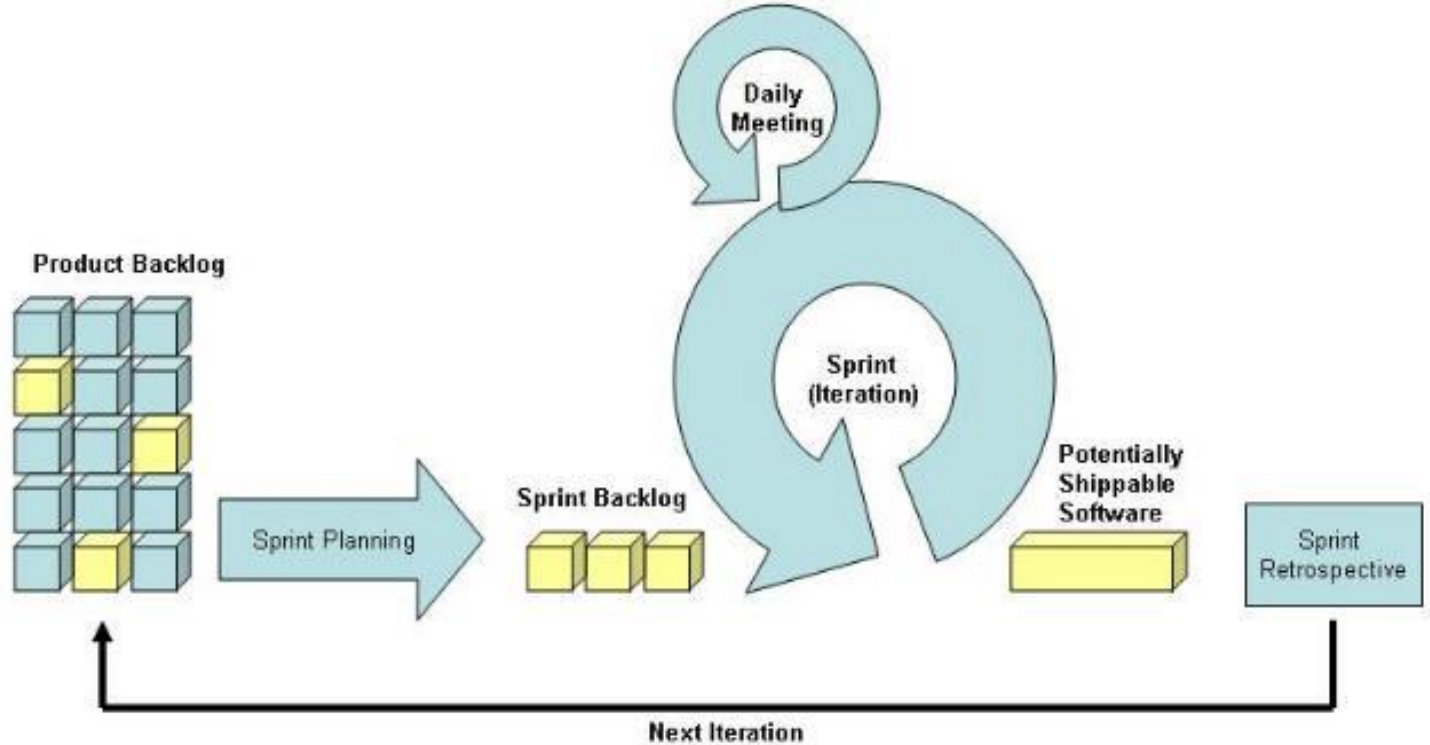 Daily
Meeting
Product Backlog
Sprint
(Iteration)
Potentially
Shippable
Software
Sprint Backlog
Sprint Planning
Sprint
Retrospective
Next Iteration